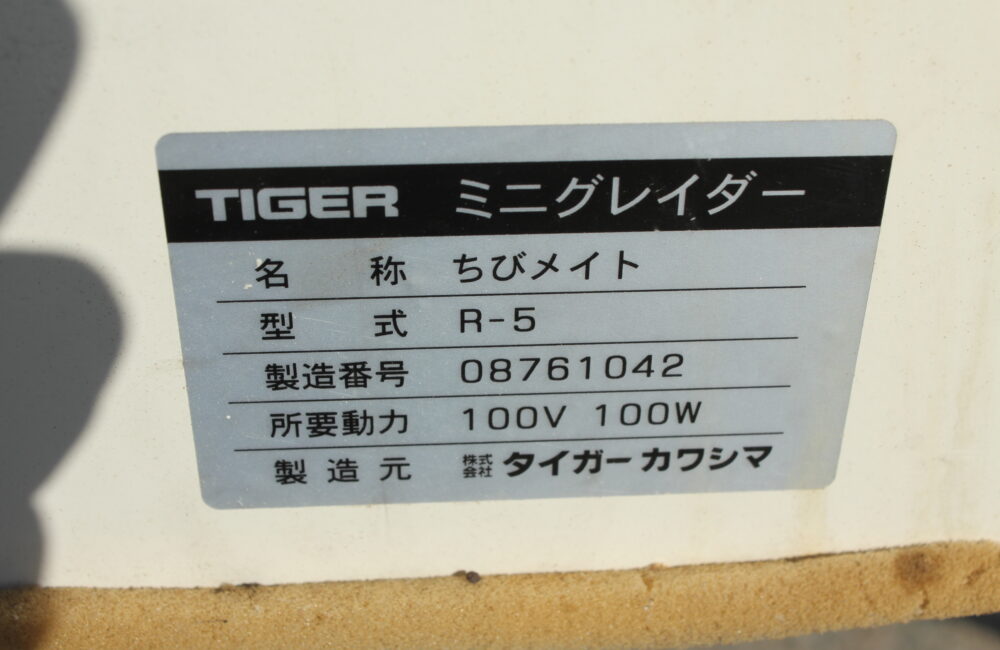 TIGER ミニグレイダー
名称 ちびメイト
型式 R-5
製造番号 08761042
所要動力 100V 100W
製造元 株式会社 タイガーカワシマ